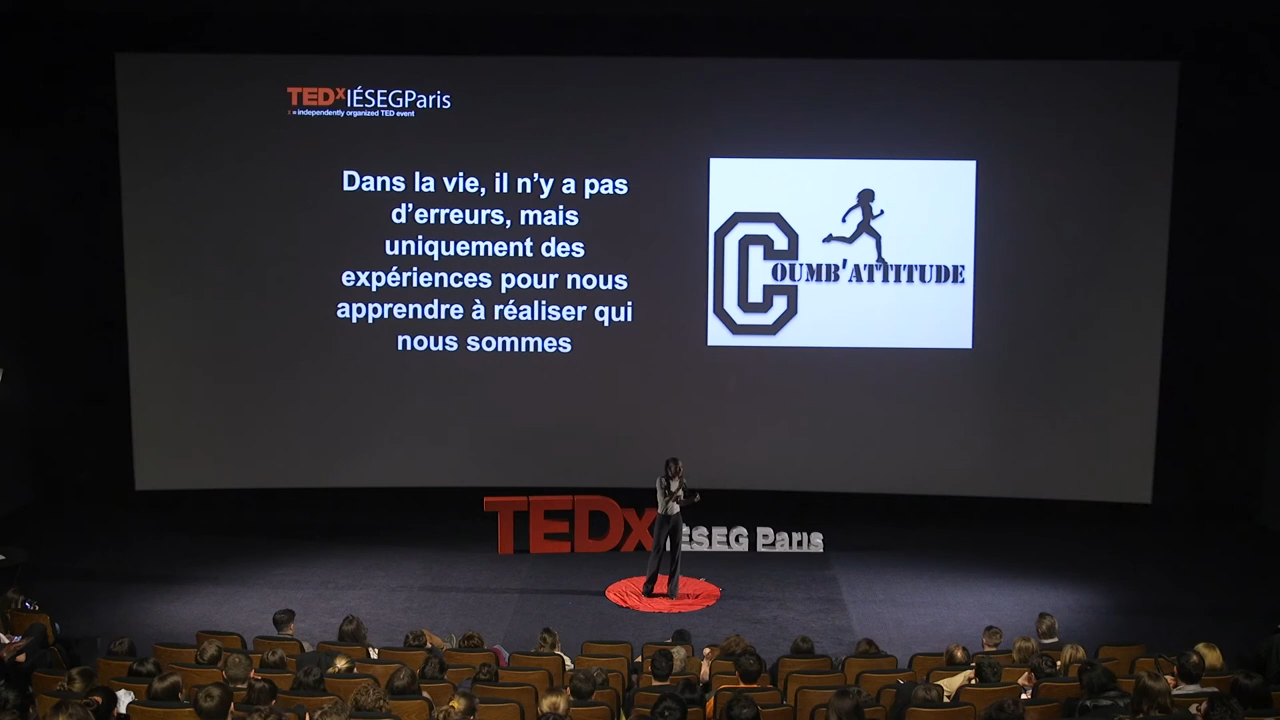 TEDxIÉSEGParis
x = independently organized TED event
Dans la vie, il n’y a pas
d’erreurs, mais
uniquement des
expériences pour nous
apprendre à réaliser qui
nous sommes
COUMB'ATTITUDE
TEDx IÉSEG Paris